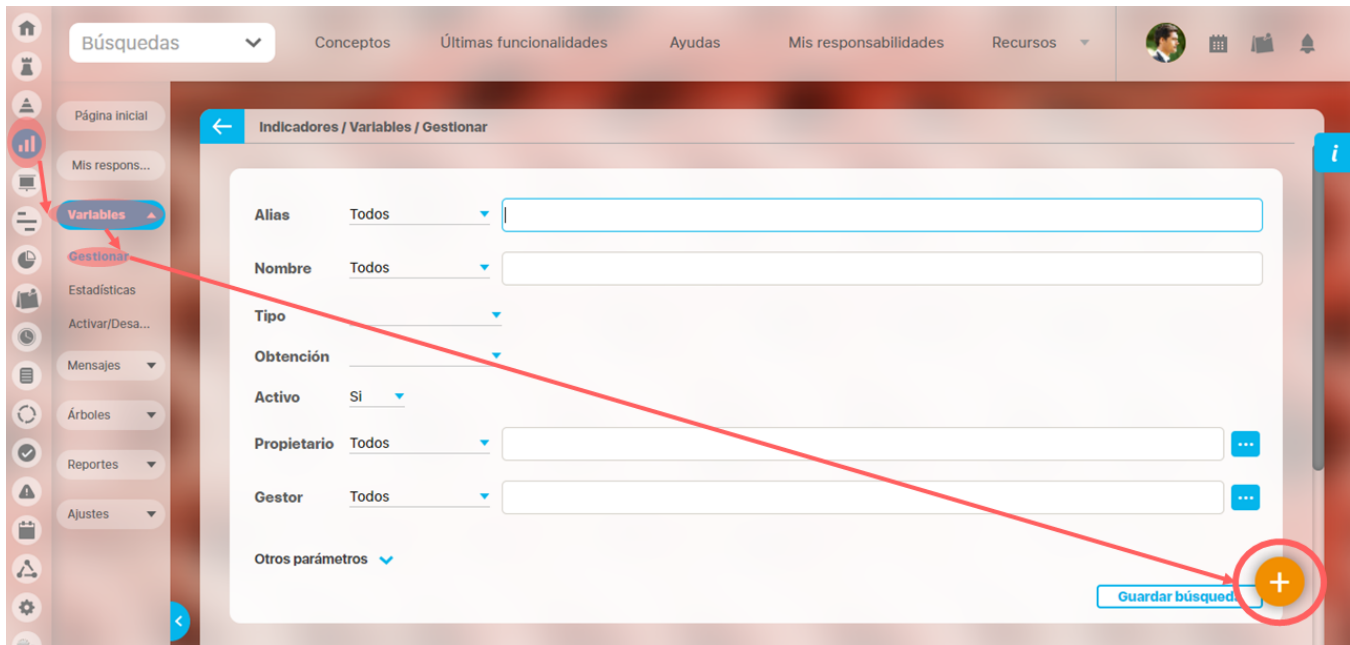 Búsquedas
Conceptos
Últimas funcionalidades
Ayudas
Mis responsabilidades
Recursos
Página inicial
Mis respons...
Variables
Gestionar
Estadísticas
Activar/Desa...
Mensajes
Árboles
Reportes
Ajustes
Indicadores / Variables / Gestionar
i
Alias Todos
Nombre Todos
Tipo
Obtención
Activo Si
Propietario Todos ...
Gestor Todos ...
Otros parámetros
Guardar búsqued
+